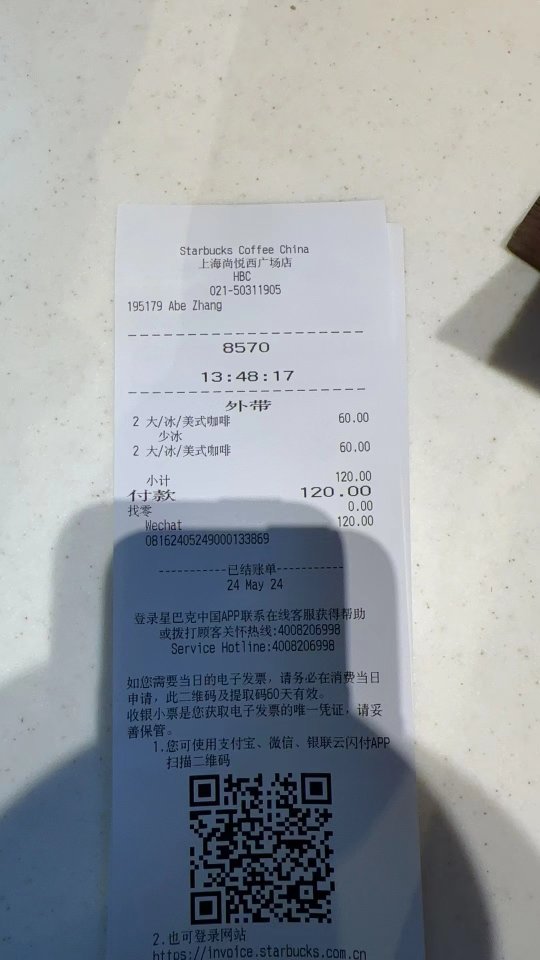 Starbucks Coffee China
上海尚悦西广场店
HBC
021-50311905
195179 Abe Zhang
8570
13:48:17
外带
2 大/冰/美式咖啡 60.00
少冰
2 大/冰/美式咖啡 60.00
小计 120.00
付款 120.00
找零 0.00
Wechat 120.00
08162405249000133869
-----------已结账单-----------
24 May 24
登录星巴克中国APP联系在线客服获得帮助
或拨打顾客关怀热线:4008206998
Service Hotline:4008206998
如您需要当日的电子发票，请务必在消费当日
申请，此二维码及提取码60天有效。
收银小票是您获取电子发票的唯一凭证，请妥
善保管。
1.您可使用支付宝、微信、银联云闪付APP
扫描二维码
2.也可登录网站
https://invoice.starbucks.com.cn